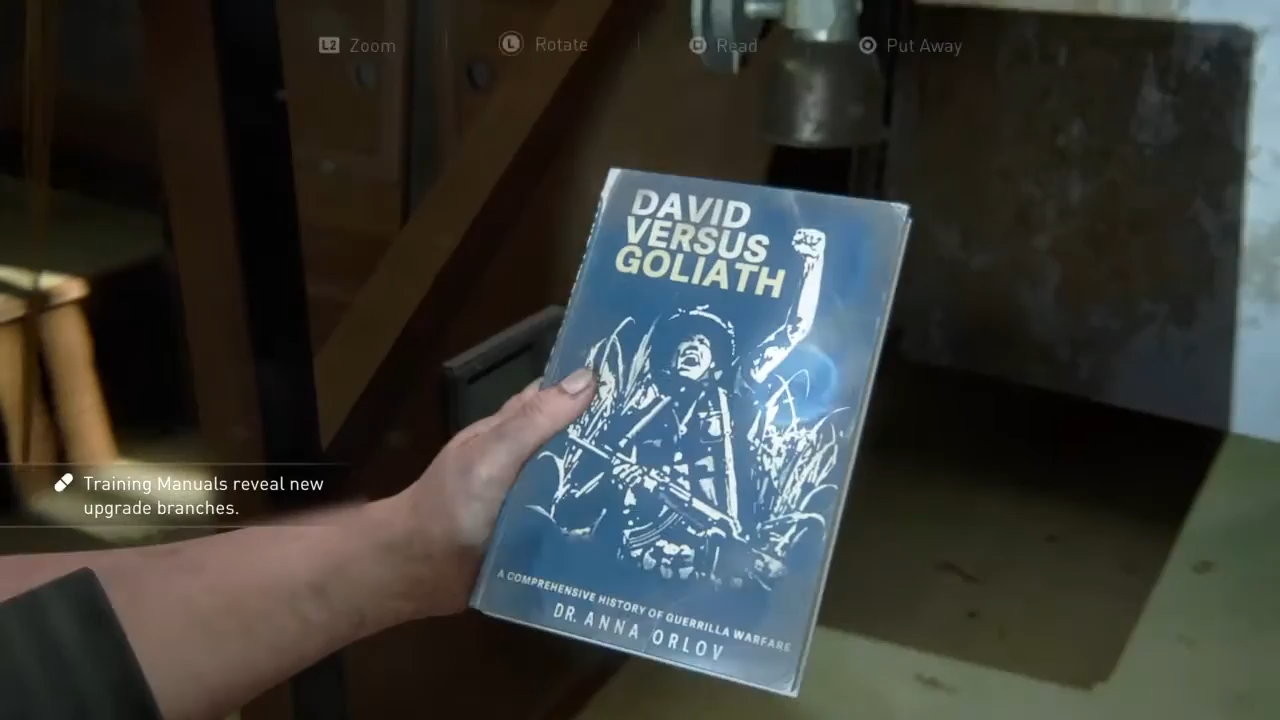 L2 Zoom
L Rotate
Read
Put Away
DAVID
VERSUS
GOLIATH
Training Manuals reveal new
upgrade branches.
A COMPREHENSIVE HISTORY OF GUERRILLA WARFARE
DR. ANNA ORLOV